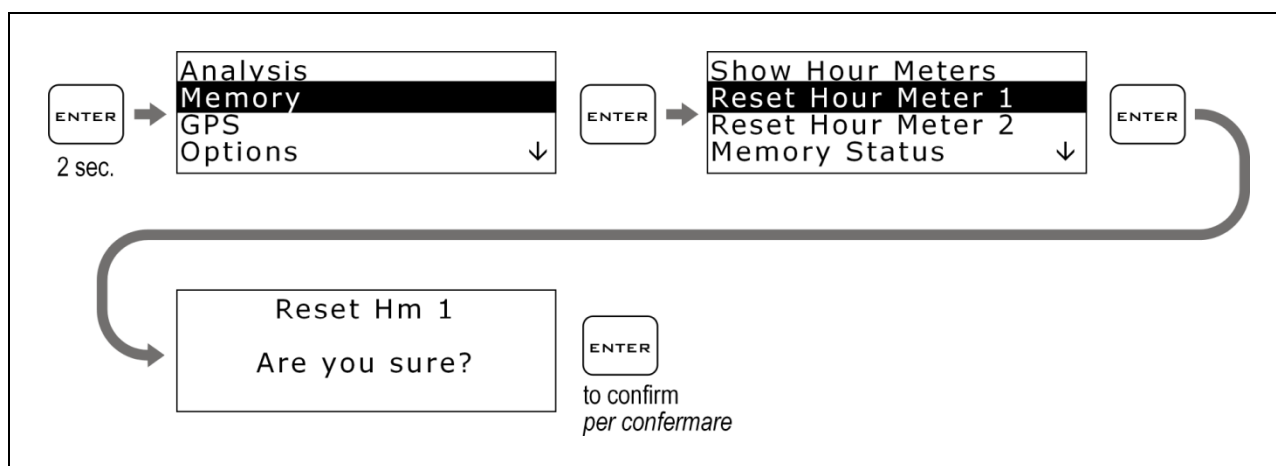 ENTER
2 sec.
Analysis
Memory
GPS
Options ↓
ENTER
Show Hour Meters
Reset Hour Meter 1
Reset Hour Meter 2
Memory Status ↓
ENTER
Reset Hm 1
Are you sure?
ENTER
to confirm
per confermare